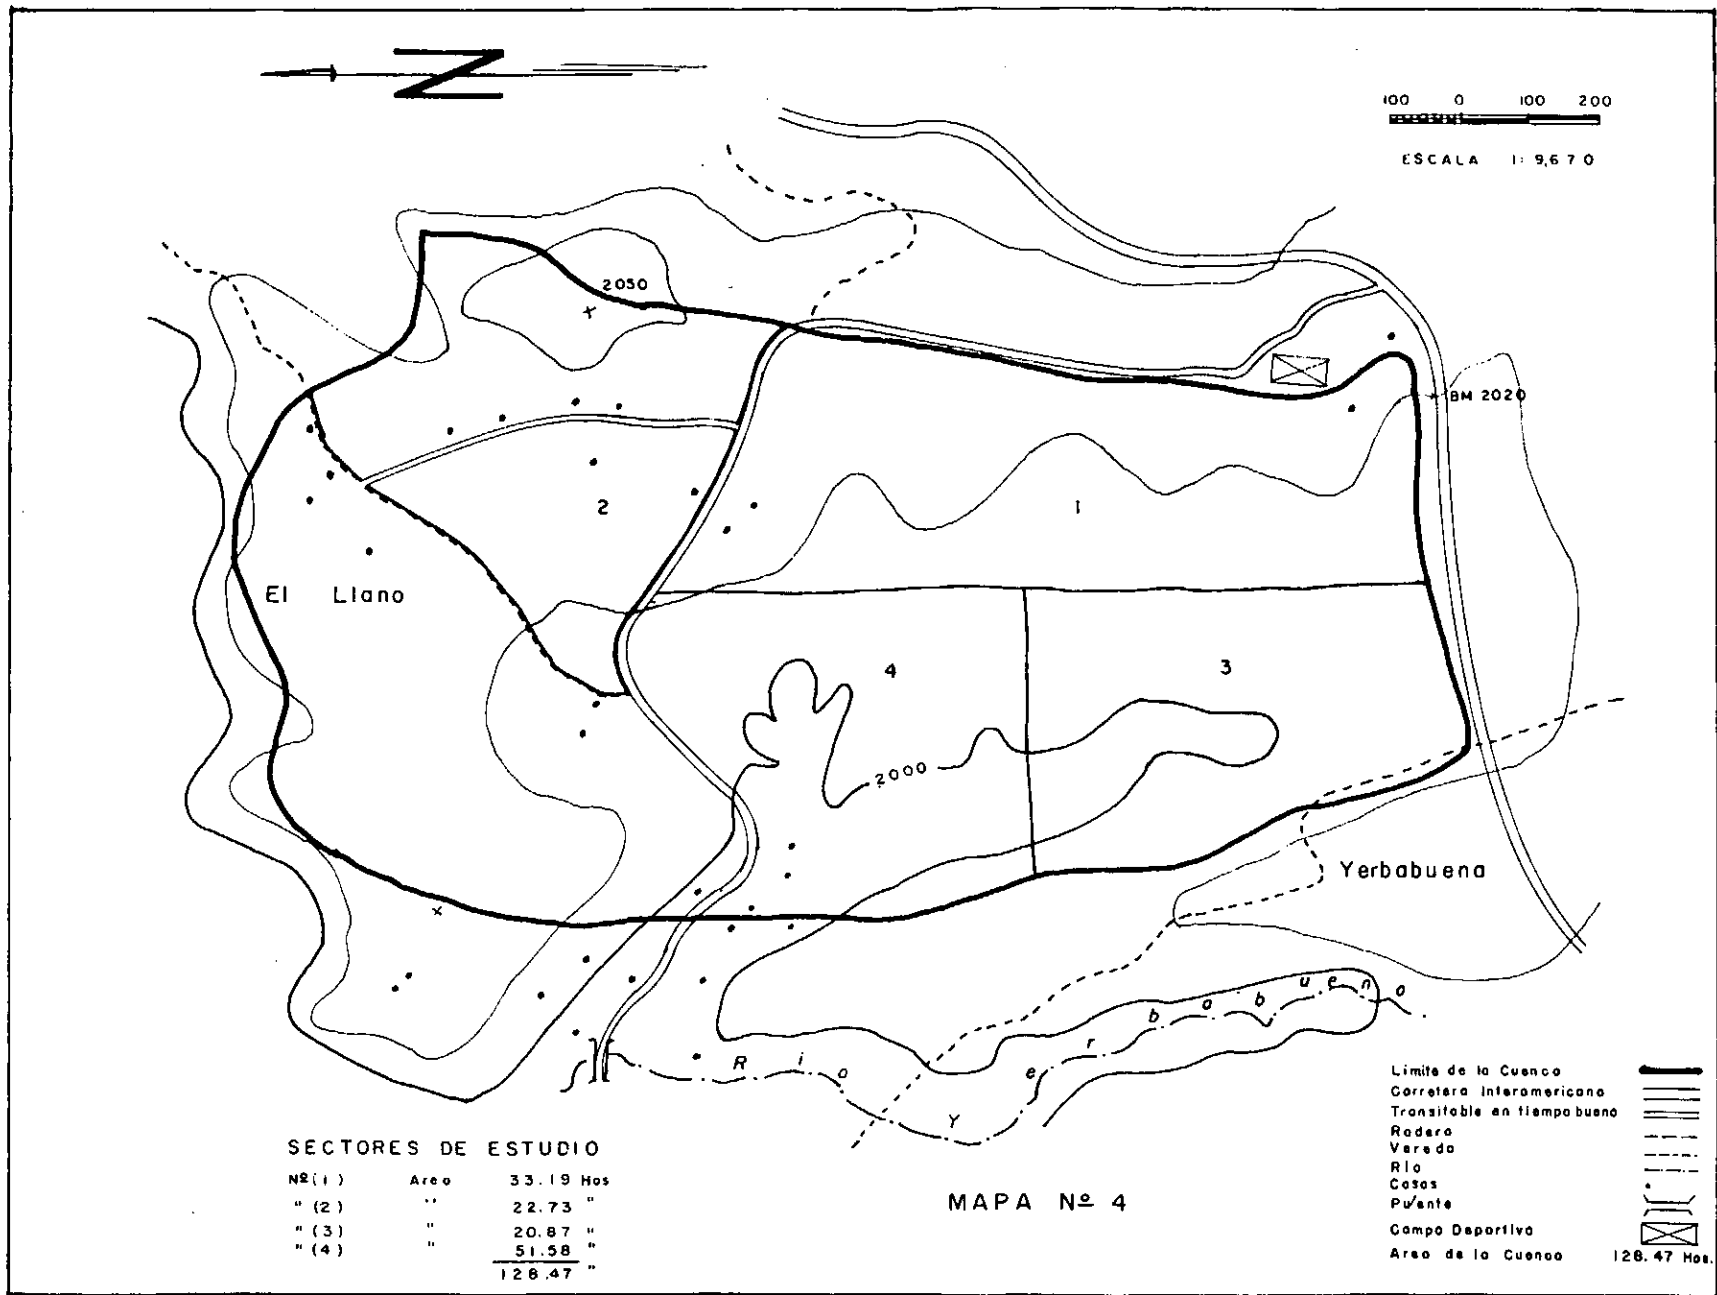 N
100 0 100 200
ESCALA 1: 9,670
2050
BM 2020
2
1
El Llano
4
3
2000
Yerbabuena
Rio Yerbabuena
SECTORES DE ESTUDIO
Nº(1) Area 33.19 Has
" (2) " 22.73 "
" (3) " 20.87 "
" (4) " 51.58 "
128.47 "
MAPA Nº 4
Limite de la Cuenca
Carretera Interamericana
Transitable en tiempo bueno
Rodera
Vereda
Rio
Casas
Puente
Campo Deportivo
Area de la Cuenca 128.47 Has.